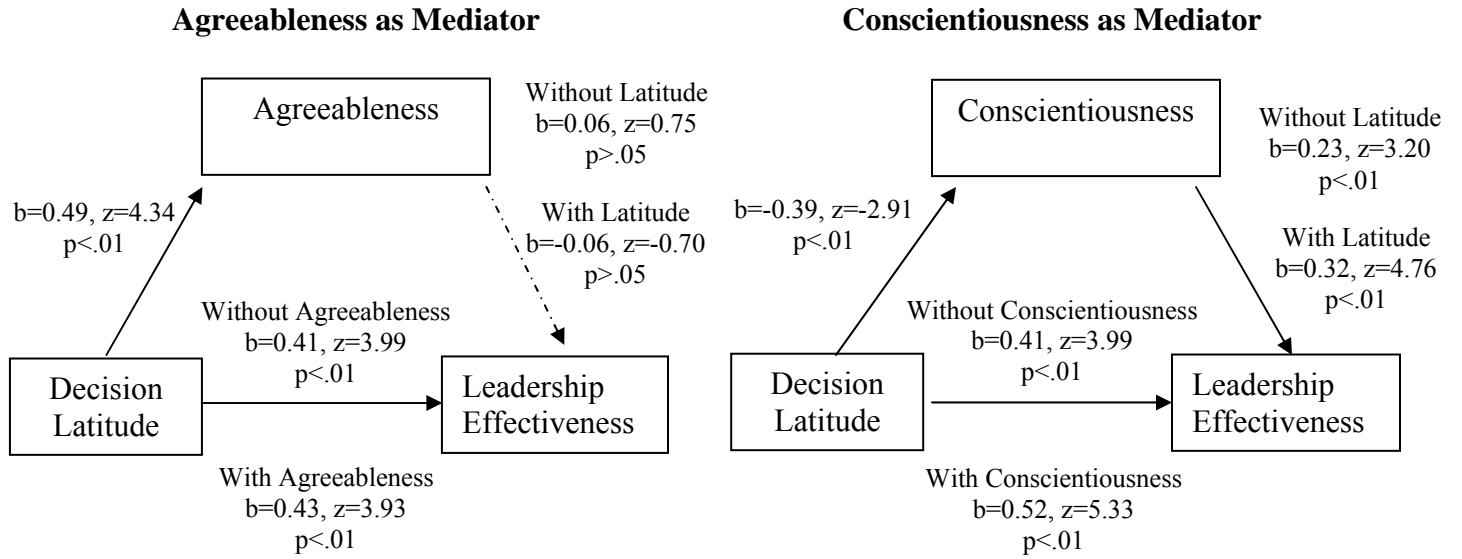 Agreeableness as Mediator
Agreeableness
Without Latitude
b=0.06, z=0.75
p>.05
b=0.49, z=4.34
p<.01
With Latitude
b=-0.06, z=-0.70
p>.05
Without Agreeableness
b=0.41, z=3.99
p<.01
Decision
Latitude
Leadership
Effectiveness
With Agreeableness
b=0.43, z=3.93
p<.01
Conscientiousness as Mediator
Conscientiousness
Without Latitude
b=0.23, z=3.20
p<.01
b=-0.39, z=-2.91
p<.01
With Latitude
b=0.32, z=4.76
p<.01
Without Conscientiousness
b=0.41, z=3.99
p<.01
Decision
Latitude
Leadership
Effectiveness
With Conscientiousness
b=0.52, z=5.33
p<.01